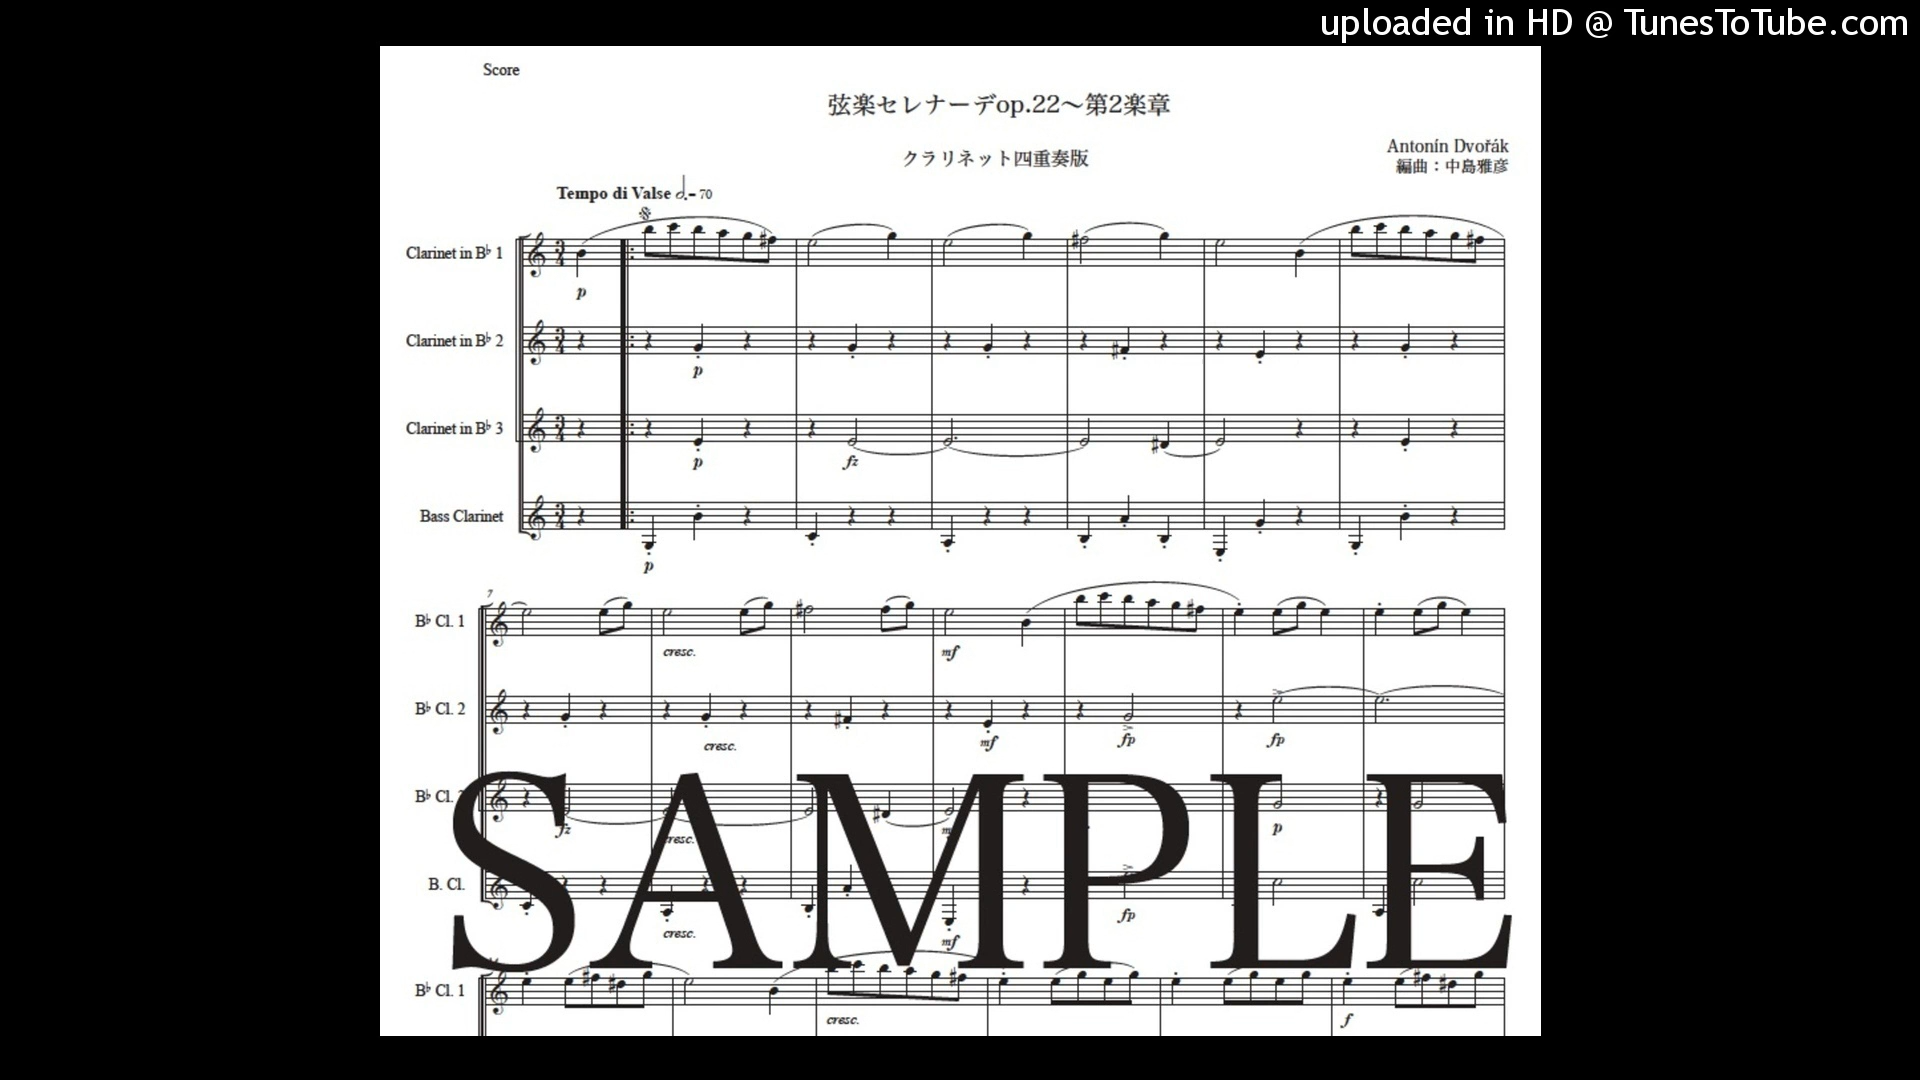 uploaded in HD @ TunesToTube.com
Score
弦楽セレナーデop.22～第2楽章
クラリネット四重奏版
Antonín Dvořák
編曲：中島雅彦
Tempo di Valse 𝅗𝅥. = 70
Clarinet in B♭ 1
p
Clarinet in B♭ 2
p
Clarinet in B♭ 3
p fz
Bass Clarinet
p
7
B♭ Cl. 1
cresc. mf
B♭ Cl. 2
cresc. mf fp fp
B♭ Cl.
fz cresc. p
B. Cl.
cresc. mf fp
SAMPLE
B♭ Cl. 1
cresc. f